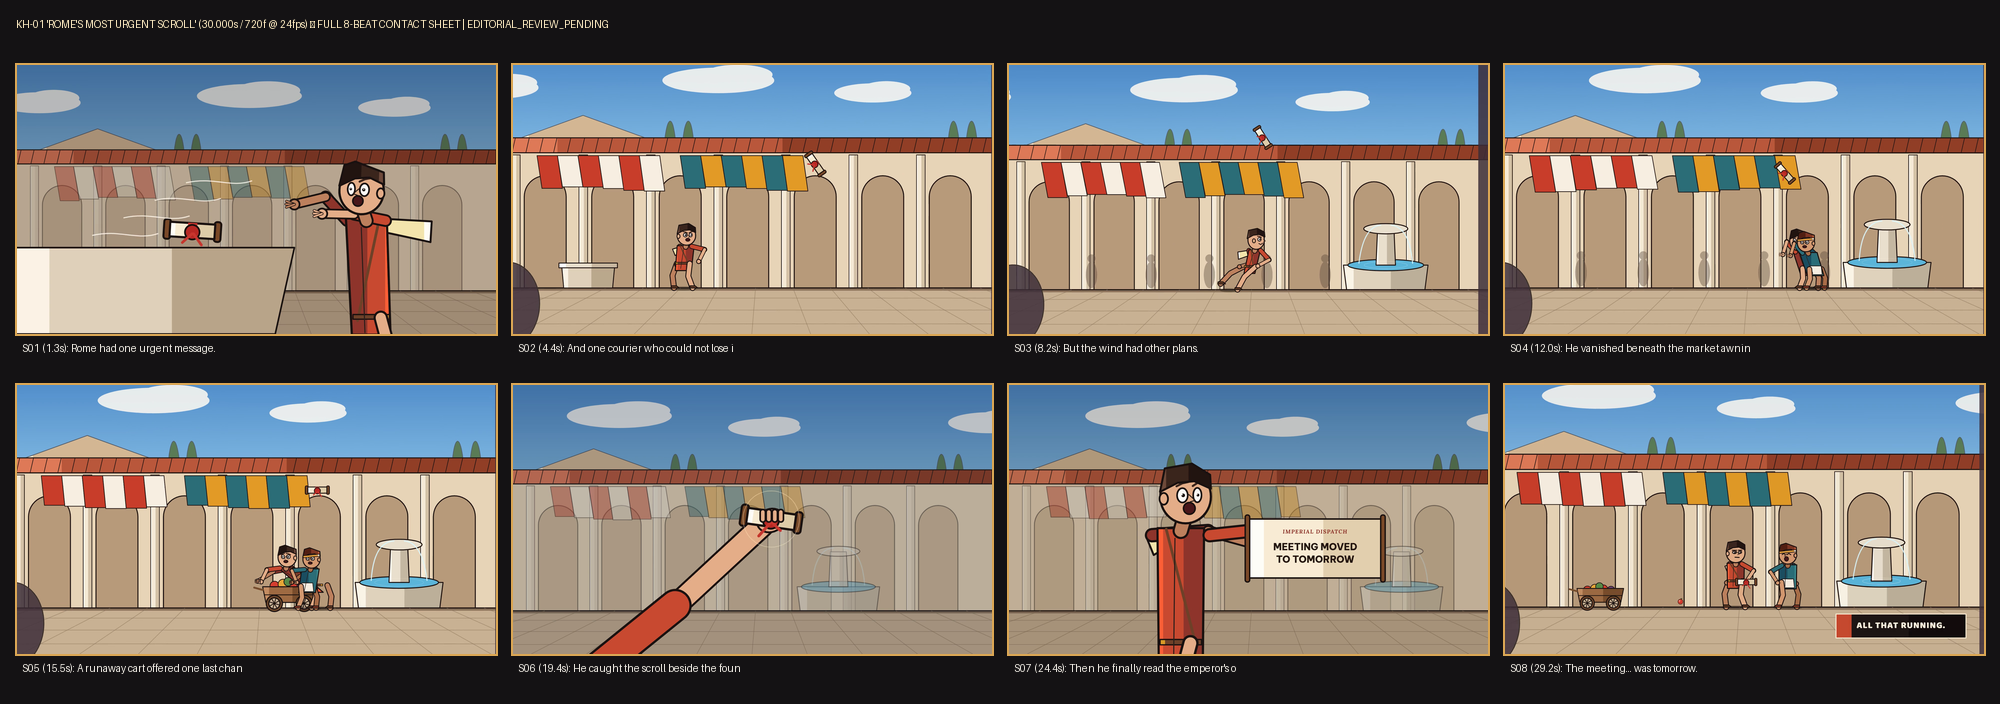 KH-01 'ROME'S MOST URGENT SCROLL' (30.000s / 720f @ 24fps) ☒ FULL 8-BEAT CONTACT SHEET | EDITORIAL_REVIEW_PENDING
S01 (1.3s): Rome had one urgent message.
S02 (4.4s): And one courier who could not lose i
S03 (8.2s): But the wind had other plans.
S04 (12.0s): He vanished beneath the market awnin
S05 (15.5s): A runaway cart offered one last chan
S06 (19.4s): He caught the scroll beside the foun
IMPERIAL DISPATCH
MEETING MOVED
TO TOMORROW
S07 (24.4s): Then he finally read the emperor's o
ALL THAT RUNNING.
S08 (29.2s): The meeting... was tomorrow.